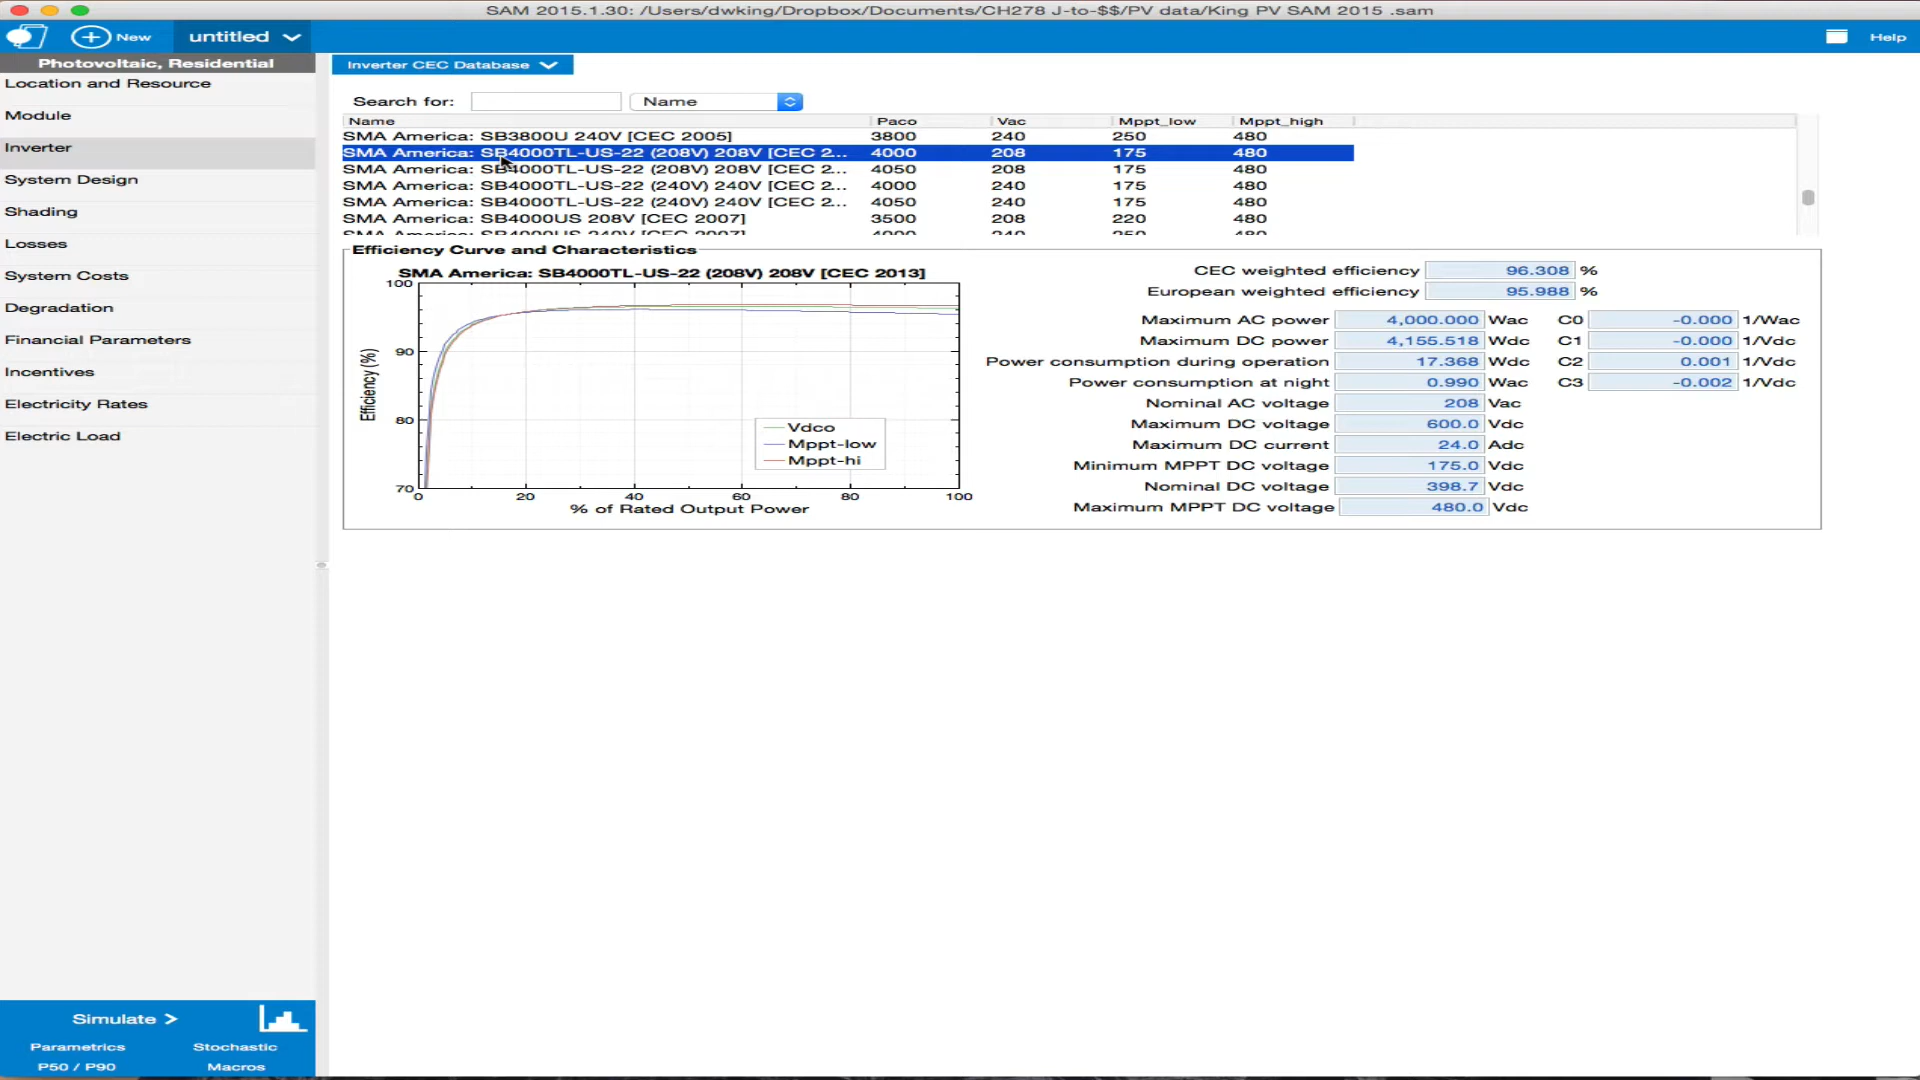 SAM 2015.1.30: /Users/dwking/Dropbox/Documents/CH278 J-to-$$/PV data/King PV SAM 2015 .sam
New
untitled
Help
Photovoltaic, Residential
Location and Resource
Module
Inverter
System Design
Shading
Losses
System Costs
Degradation
Financial Parameters
Incentives
Electricity Rates
Electric Load
Simulate >
Parametrics Stochastic
P50 / P90 Macros
Inverter CEC Database
Search for: Name
Name Paco Vac Mppt_low Mppt_high
SMA America: SB3800U 240V [CEC 2005] 3800 240 250 480
SMA America: SB4000TL-US-22 (208V) 208V [CEC 2... 4000 208 175 480
SMA America: SB4000TL-US-22 (208V) 208V [CEC 2... 4050 208 175 480
SMA America: SB4000TL-US-22 (240V) 240V [CEC 2... 4000 240 175 480
SMA America: SB4000TL-US-22 (240V) 240V [CEC 2... 4050 240 175 480
SMA America: SB4000US 208V [CEC 2007] 3500 208 220 480
SMA America: SB4000US 240V [CEC 2007] 4000 240 250 480
Efficiency Curve and Characteristics
SMA America: SB4000TL-US-22 (208V) 208V [CEC 2013]
100
90
80
70
Efficiency (%)
Vdco
Mppt-low
Mppt-hi
0 20 40 60 80 100
% of Rated Output Power
CEC weighted efficiency 96.308 %
European weighted efficiency 95.988 %
Maximum AC power 4,000.000 Wac C0 -0.000 1/Wac
Maximum DC power 4,155.518 Wdc C1 -0.000 1/Vdc
Power consumption during operation 17.368 Wdc C2 0.001 1/Vdc
Power consumption at night 0.990 Wac C3 -0.002 1/Vdc
Nominal AC voltage 208 Vac
Maximum DC voltage 600.0 Vdc
Maximum DC current 24.0 Adc
Minimum MPPT DC voltage 175.0 Vdc
Nominal DC voltage 398.7 Vdc
Maximum MPPT DC voltage 480.0 Vdc